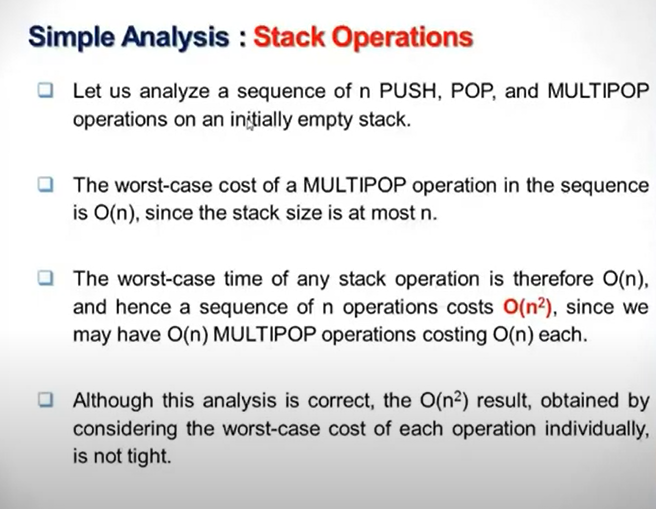 Simple Analysis : Stack Operations
Let us analyze a sequence of n PUSH, POP, and MULTIPOP
operations on an initially empty stack.
The worst-case cost of a MULTIPOP operation in the sequence
is O(n), since the stack size is at most n.
The worst-case time of any stack operation is therefore O(n),
and hence a sequence of n operations costs O(n²), since we
may have O(n) MULTIPOP operations costing O(n) each.
Although this analysis is correct, the O(n²) result, obtained by
considering the worst-case cost of each operation individually,
is not tight.